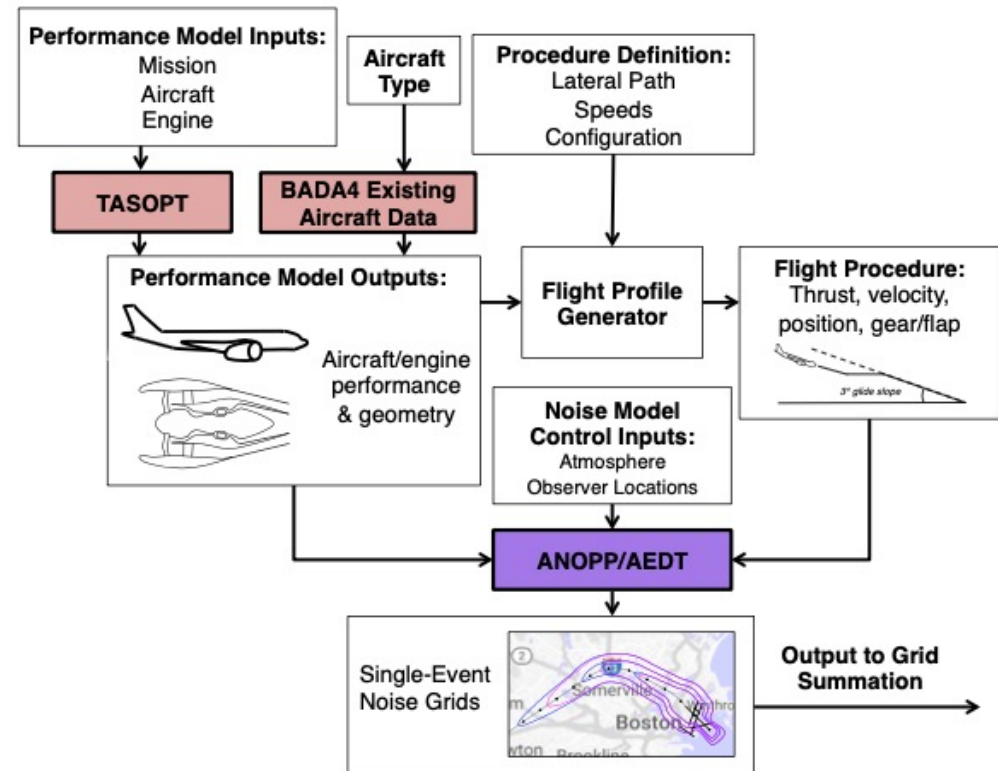 Performance Model Inputs:
Mission
Aircraft
Engine
Aircraft
Type
Procedure Definition:
Lateral Path
Speeds
Configuration
TASOPT
BADA4 Existing
Aircraft Data
Performance Model Outputs:
Aircraft/engine
performance
& geometry
Flight Profile
Generator
Flight Procedure:
Thrust, velocity,
position, gear/flap
3° glide slope
Noise Model
Control Inputs:
Atmosphere
Observer Locations
ANOPP/AEDT
Single-Event
Noise Grids
2
Somerville
m
Boston
wton
Brookline
Output to Grid
Summation